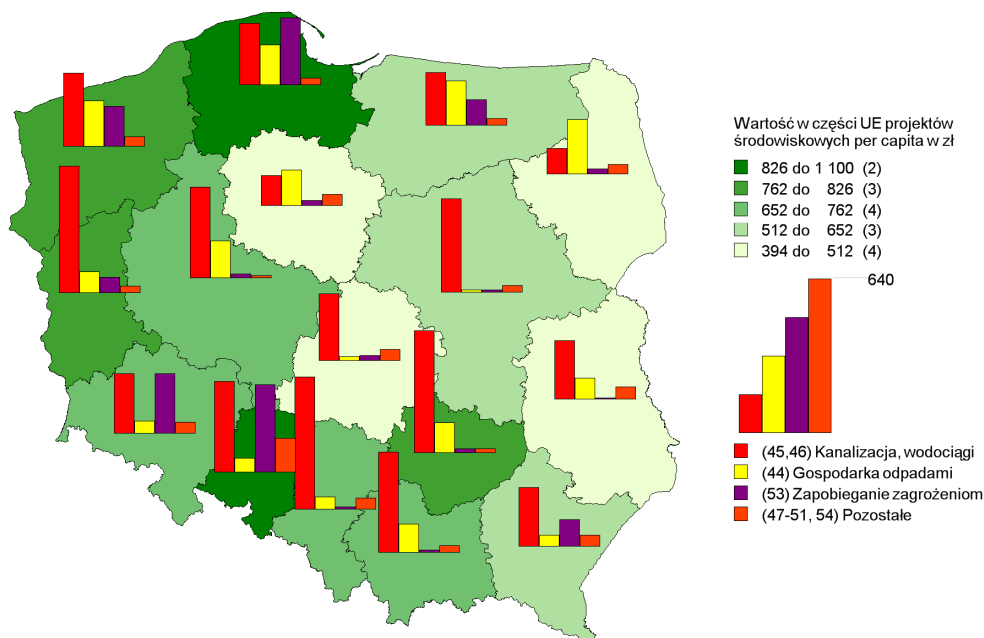 Wartość w części UE projektów
środowiskowych per capita w zł
826 do 1 100 (2)
762 do 826 (3)
652 do 762 (4)
512 do 652 (3)
394 do 512 (4)
640
(45,46) Kanalizacja, wodociągi
(44) Gospodarka odpadami
(53) Zapobieganie zagrożeniom
(47-51, 54) Pozostałe